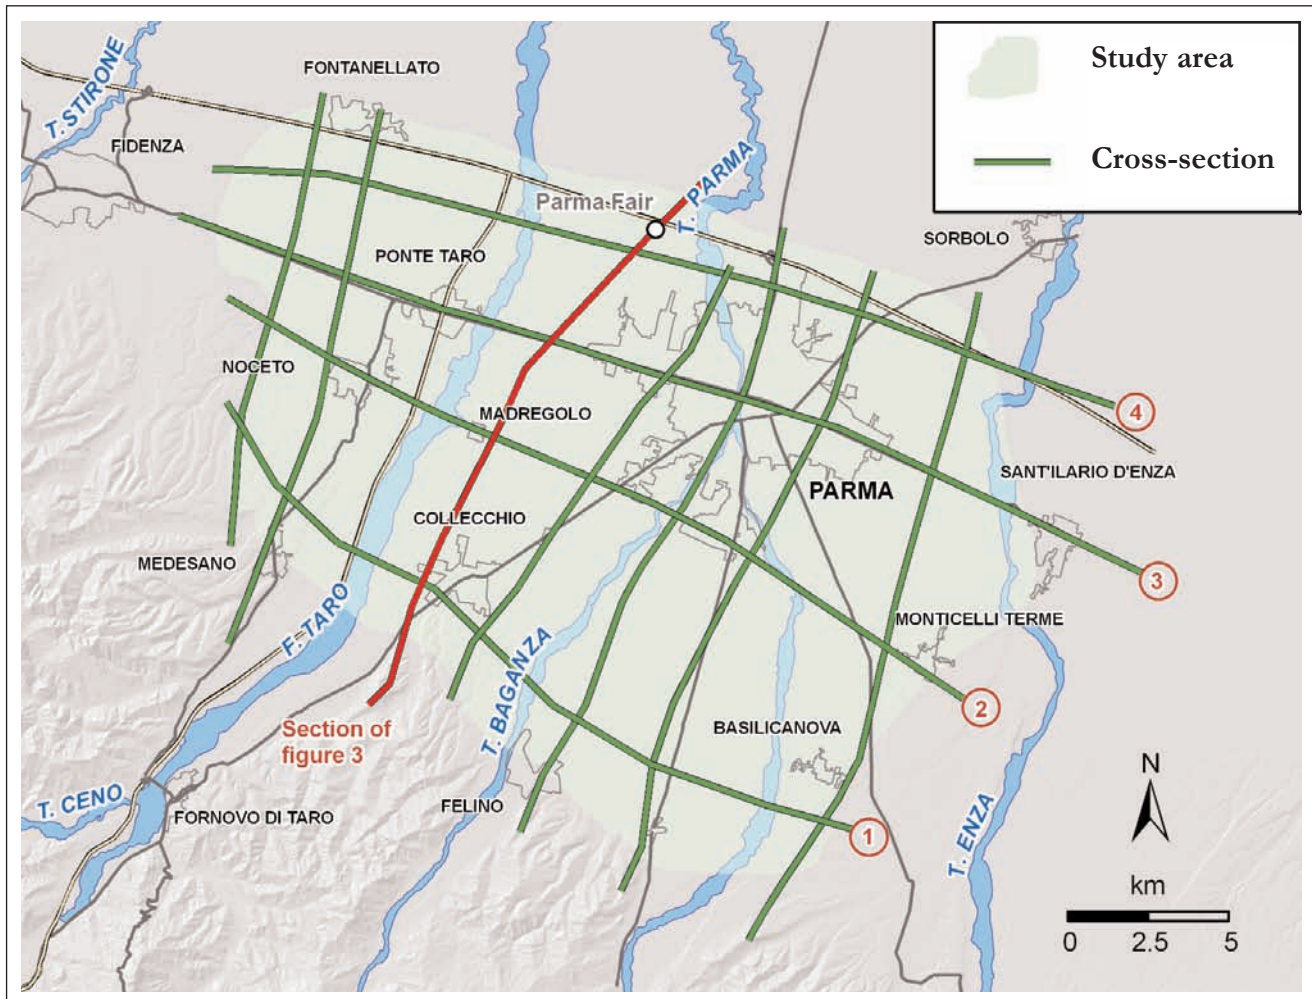 Study area
Cross-section
T. STIRONE
FONTANELLATO
FIDENZA
T. PARMA
Parma Fair
SORBOLO
PONTE TARO
NOCETO
MADREGOLO
4
SANT'ILARIO D'ENZA
PARMA
COLLECCHIO
MEDESANO
3
F. TARO
MONTICELLI TERME
T. BAGANZA
2
Section of
figure 3
BASILICANOVA
N
T. CENO
FORNOVO DI TARO
FELINO
1
T. ENZA
km
0 2.5 5